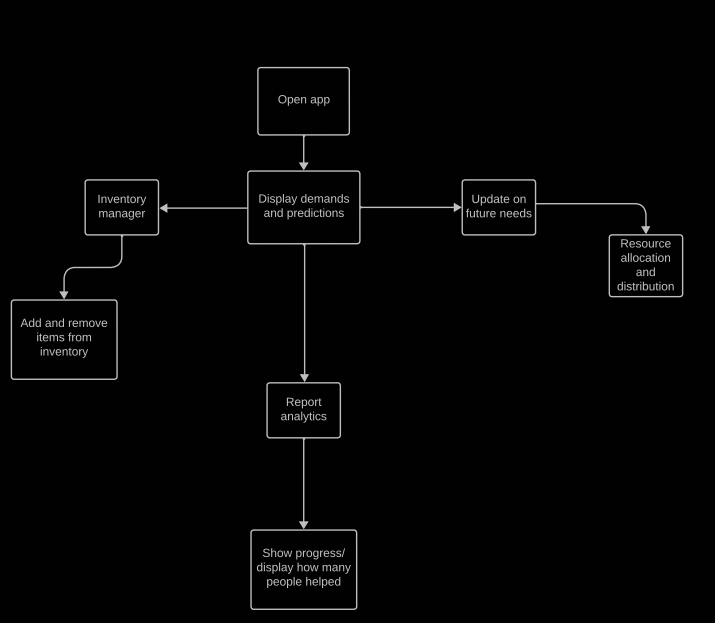 Open app
Inventory
manager
Display demands
and predictions
Update on
future needs
Resource
allocation
and
distribution
Add and remove
items from
inventory
Report
analytics
Show progress/
display how many
people helped